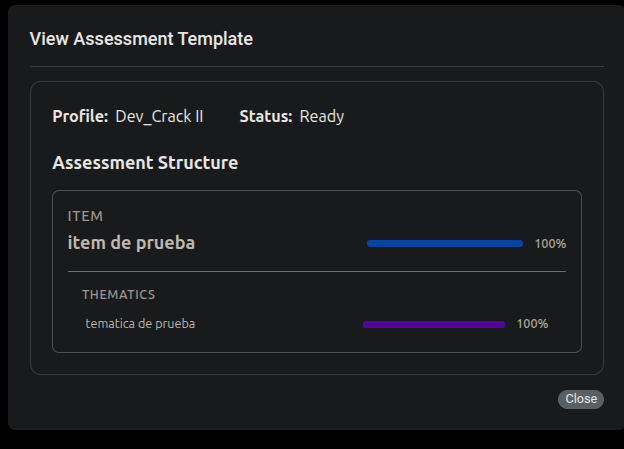 View Assessment Template
Profile: Dev_Crack II Status: Ready
Assessment Structure
ITEM
item de prueba 100%
THEMATICS
tematica de prueba 100%
Close